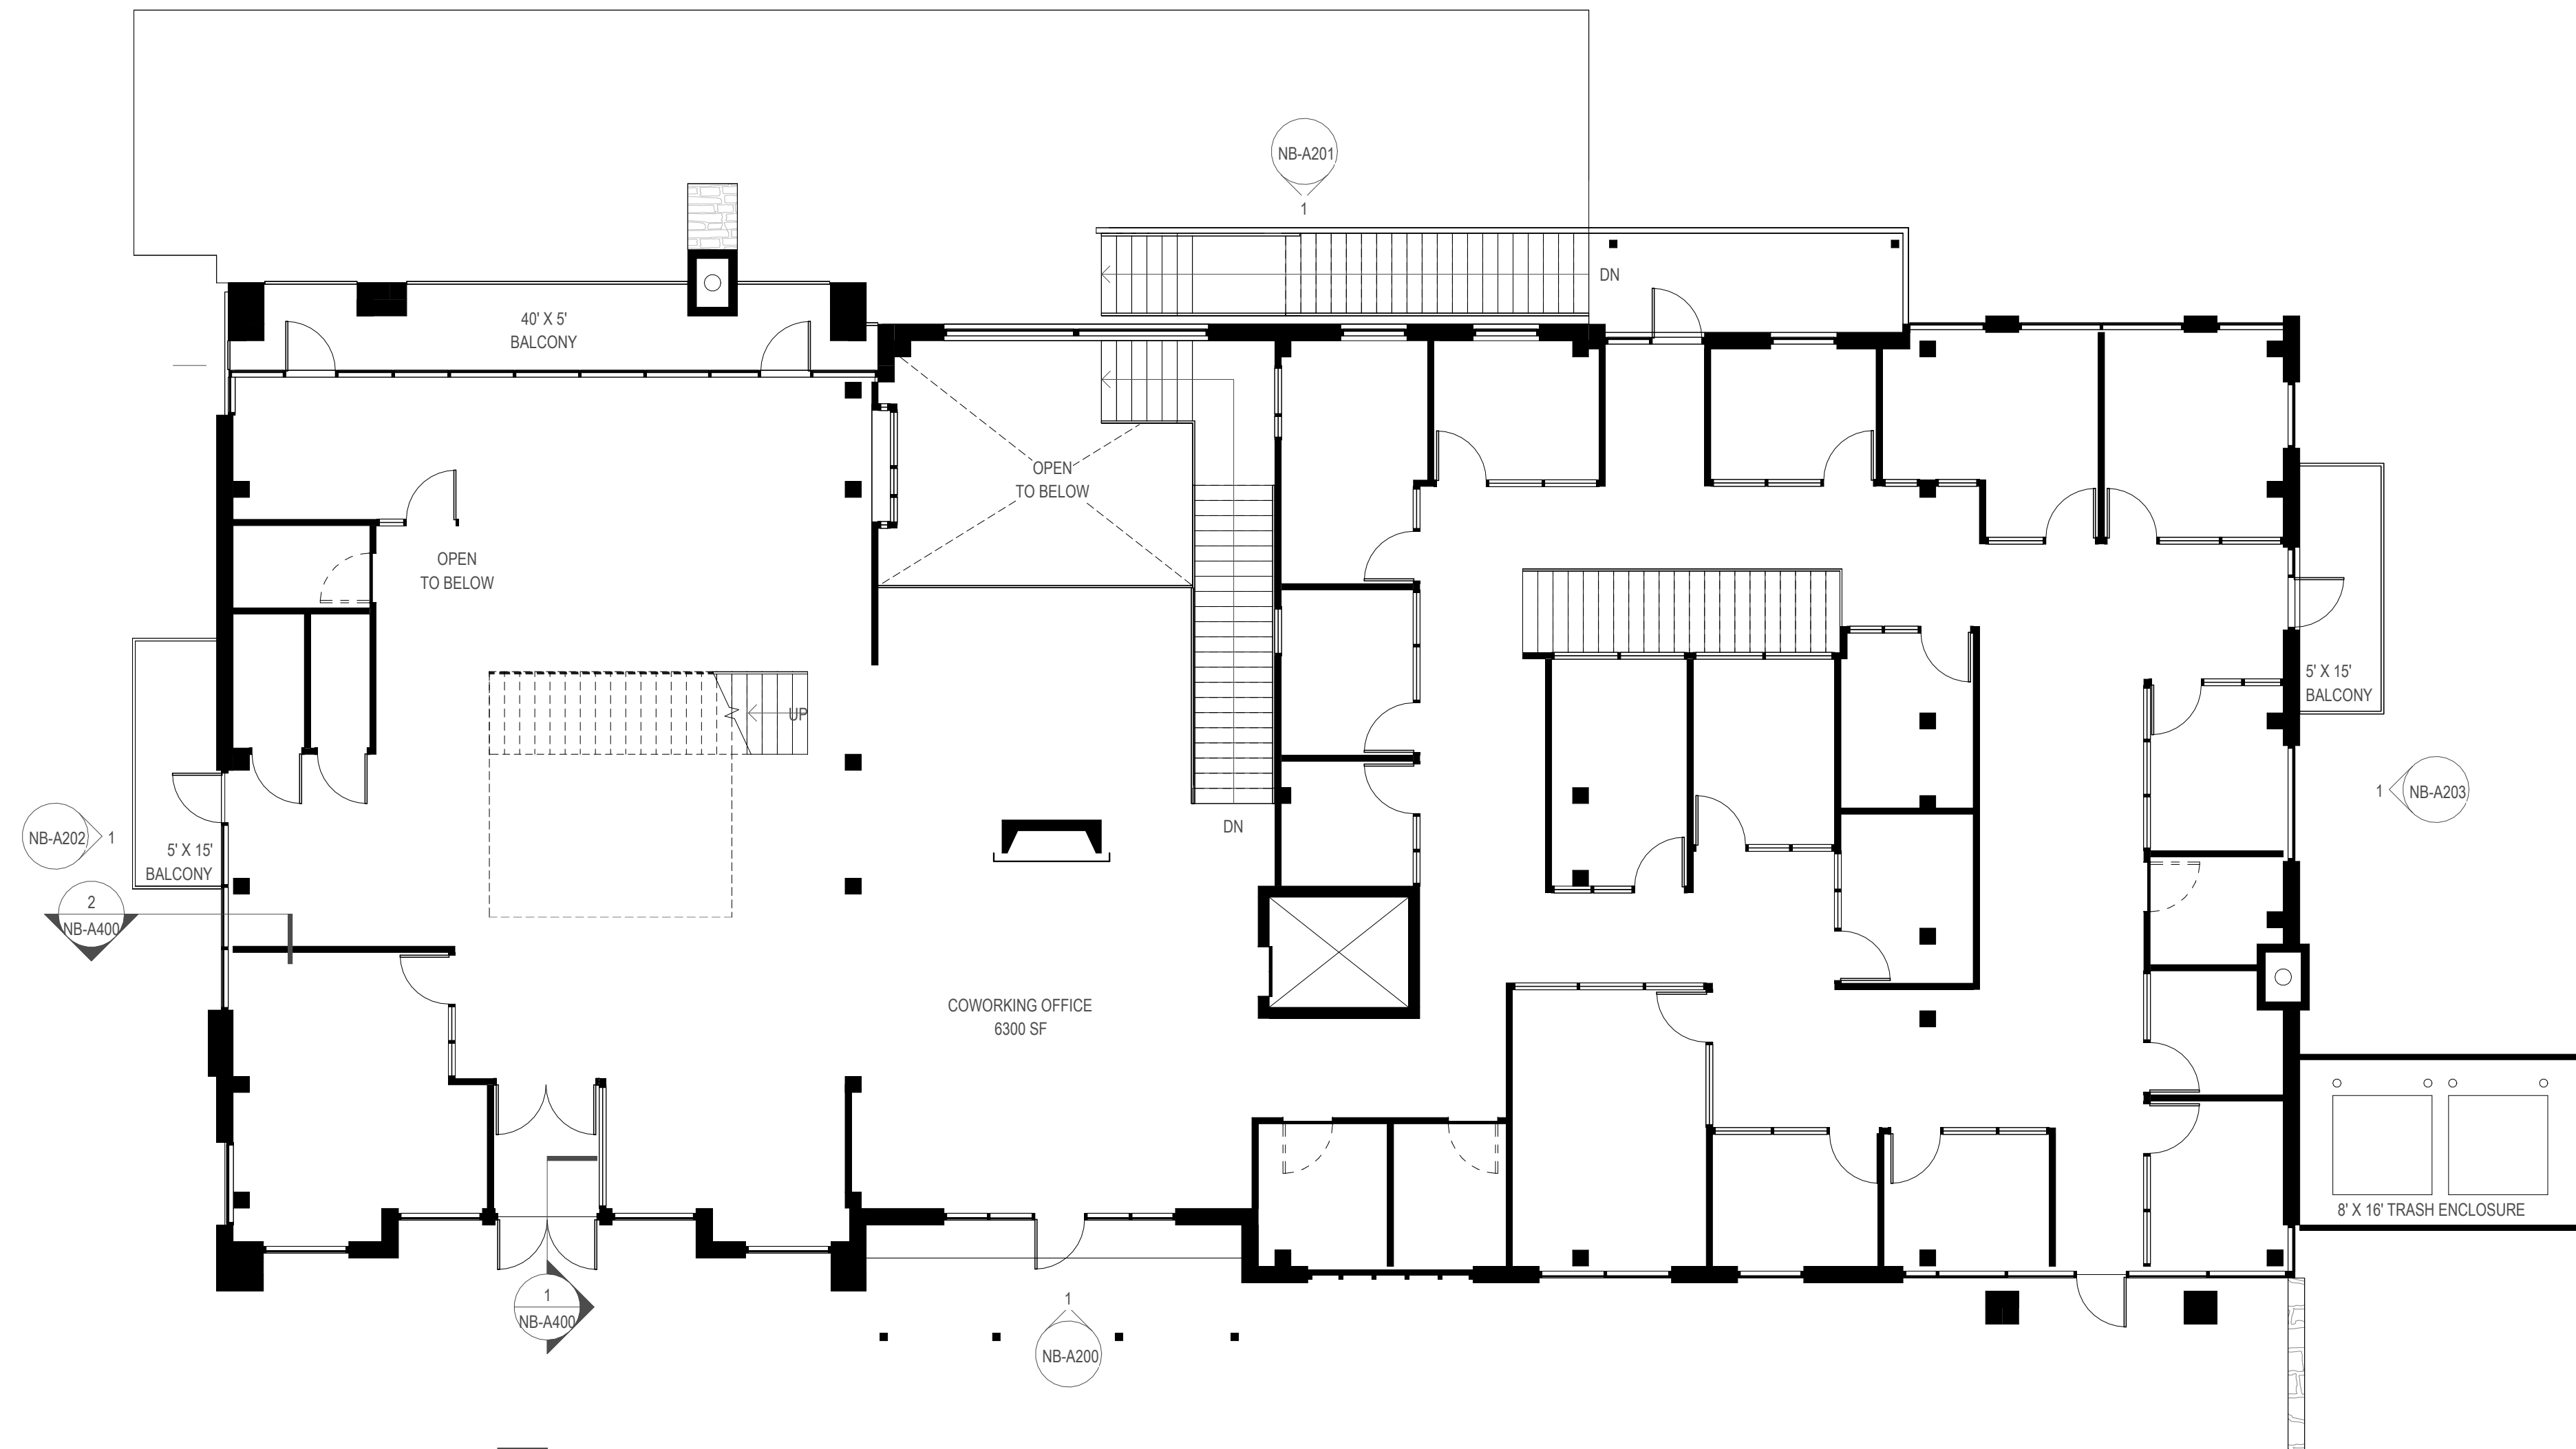 NB-A201
1
DN
40' X 5'
BALCONY
OPEN
TO BELOW
OPEN
TO BELOW
5' X 15'
BALCONY
UP
1
NB-A203
DN
NB-A202
1
5' X 15'
BALCONY
2
NB-A400
COWORKING OFFICE
6300 SF
8' X 16' TRASH ENCLOSURE
1
NB-A400
1
NB-A200